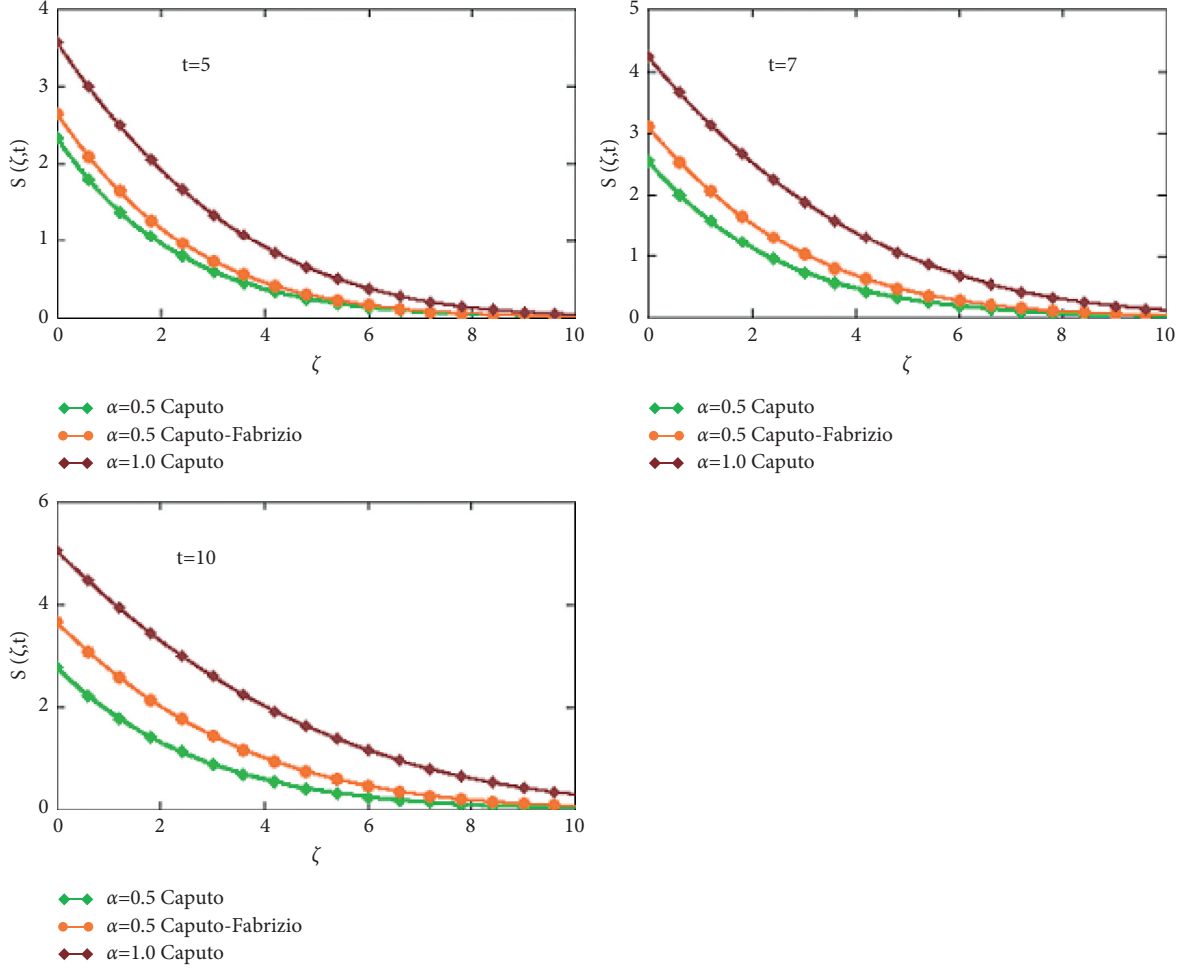 4
3
2
1
0
S (ζ,t)
t=5
0 2 4 6 8 10
ζ
α=0.5 Caputo
α=0.5 Caputo-Fabrizio
α=1.0 Caputo
5
4
3
2
1
0
S (ζ,t)
t=7
0 2 4 6 8 10
ζ
α=0.5 Caputo
α=0.5 Caputo-Fabrizio
α=1.0 Caputo
6
4
2
0
S (ζ,t)
t=10
0 2 4 6 8 10
ζ
α=0.5 Caputo
α=0.5 Caputo-Fabrizio
α=1.0 Caputo